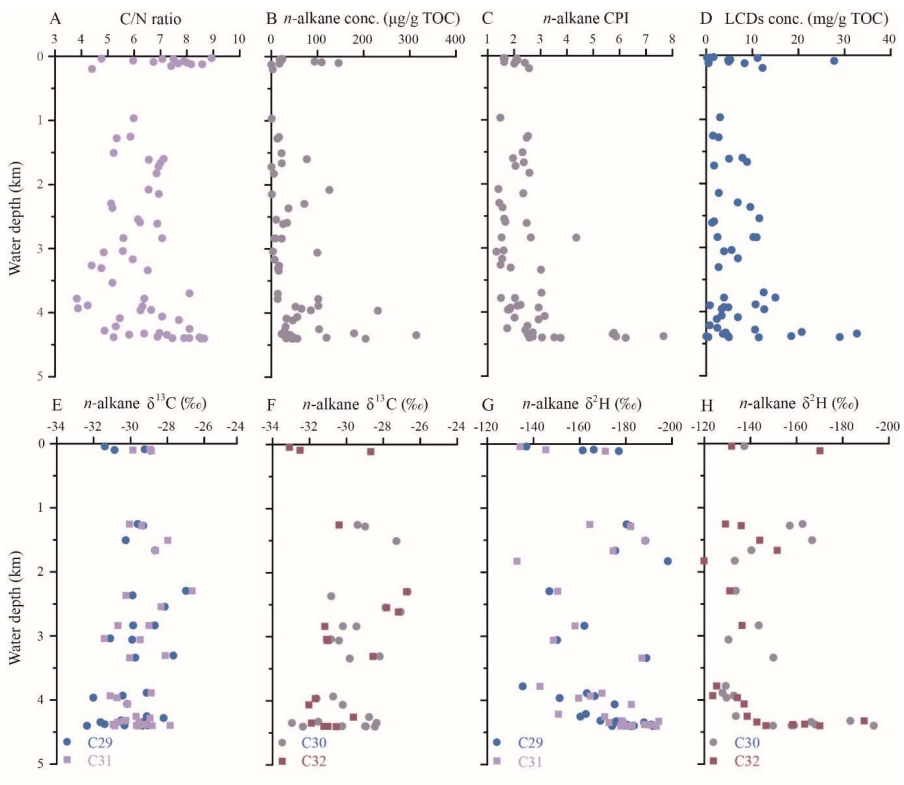 A C/N ratio
3 4 5 6 7 8 9 10
B n-alkane conc. (μg/g TOC)
0 100 200 300 400
C n-alkane CPI
1 2 3 4 5 6 7 8
D LCDs conc. (mg/g TOC)
0 10 20 30 40
Water depth (km)
0
1
2
3
4
5
E n-alkane δ13C (‰)
-34 -32 -30 -28 -26 -24
F n-alkane δ13C (‰)
-34 -32 -30 -28 -26 -24
G n-alkane δ2H (‰)
-120 -140 -160 -180 -200
H n-alkane δ2H (‰)
-120 -140 -160 -180 -200
Water depth (km)
0
1
2
3
4
5
C29
C31
C30
C32
C29
C31
C30
C32